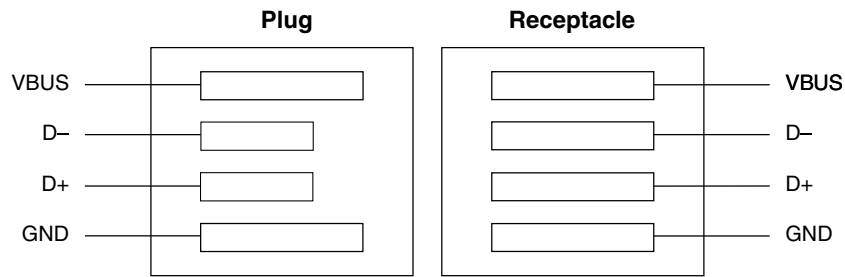 Plug Receptacle
VBUS VBUS
D– D–
D+ D+
GND GND